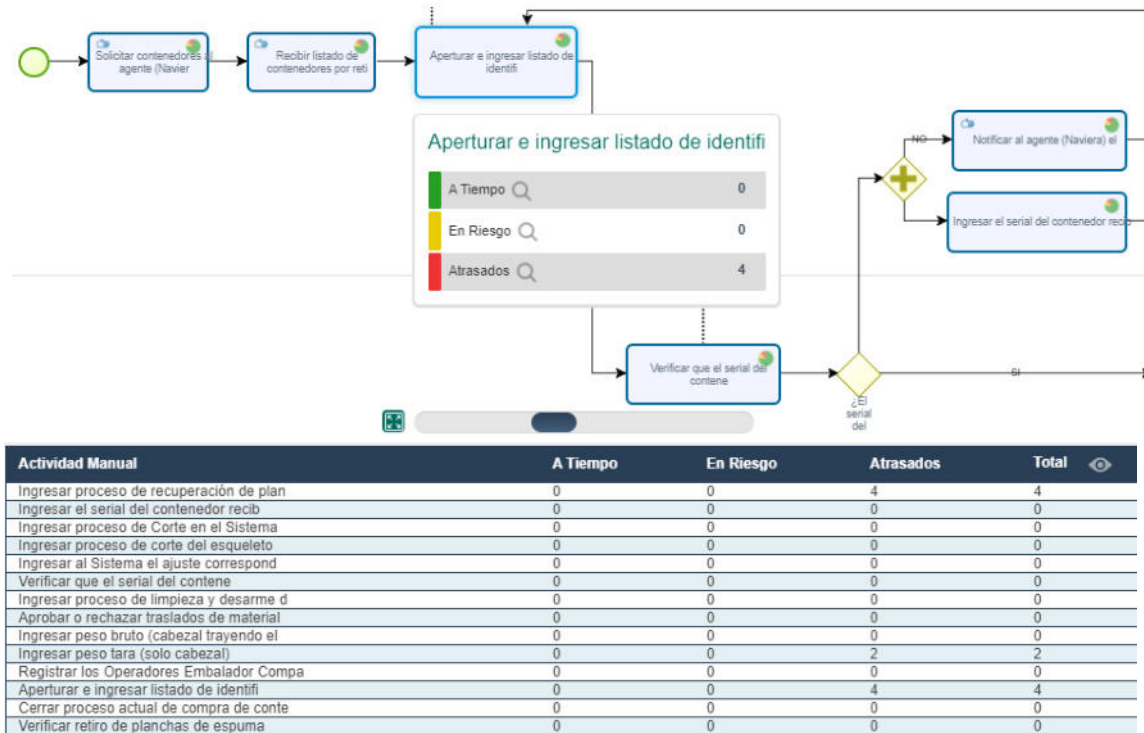 Solicitar contenedores al
agente (Navier
Recibir listado de
contenedores por reti
Aperturar e ingresar listado de
identifi
Aperturar e ingresar listado de identifi
A Tiempo 0
En Riesgo 0
Atrasados 4
NO
Notificar al agente (Naviera) el
Ingresar el serial del contenedor recib
Verificar que el serial del
contene
¿El
serial
del
SI
Actividad Manual A Tiempo En Riesgo Atrasados Total
Ingresar proceso de recuperación de plan 0 0 4 4
Ingresar el serial del contenedor recib 0 0 0 0
Ingresar proceso de Corte en el Sistema 0 0 0 0
Ingresar proceso de corte del esqueleto 0 0 0 0
Ingresar al Sistema el ajuste correspond 0 0 0 0
Verificar que el serial del contene 0 0 0 0
Ingresar proceso de limpieza y desarme d 0 0 0 0
Aprobar o rechazar traslados de material 0 0 0 0
Ingresar peso bruto (cabezal trayendo el 0 0 0 0
Ingresar peso tara (solo cabezal) 0 0 2 2
Registrar los Operadores Embalador Compa 0 0 0 0
Aperturar e ingresar listado de identifi 0 0 4 4
Cerrar proceso actual de compra de conte 0 0 0 0
Verificar retiro de planchas de espuma 0 0 0 0